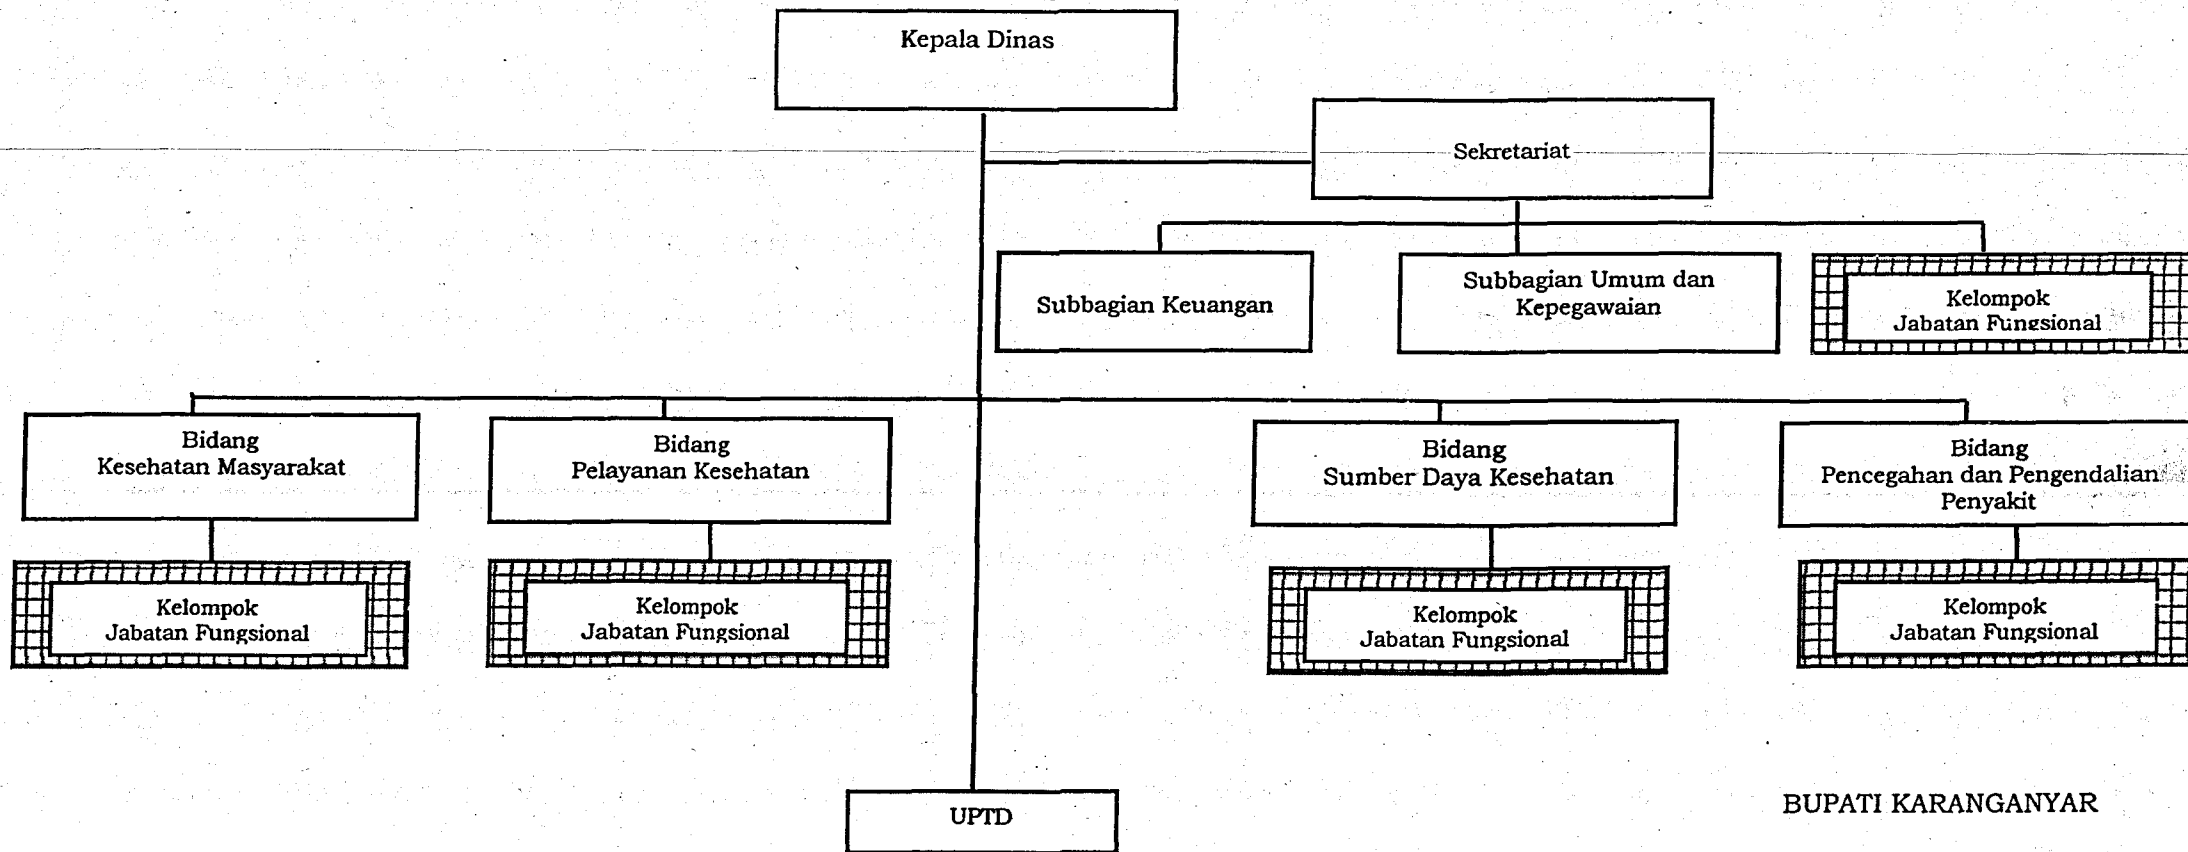 Kepala Dinas
Sekretariat
Subbagian Keuangan
Subbagian Umum dan
Kepegawaian
Kelompok
Jabatan Fungsional
Bidang
Kesehatan Masyarakat
Bidang
Pelayanan Kesehatan
Bidang
Sumber Daya Kesehatan
Bidang
Pencegahan dan Pengendalian
Penyakit
Kelompok
Jabatan Fungsional
Kelompok
Jabatan Fungsional
Kelompok
Jabatan Fungsional
Kelompok
Jabatan Fungsional
UPTD
BUPATI KARANGANYAR